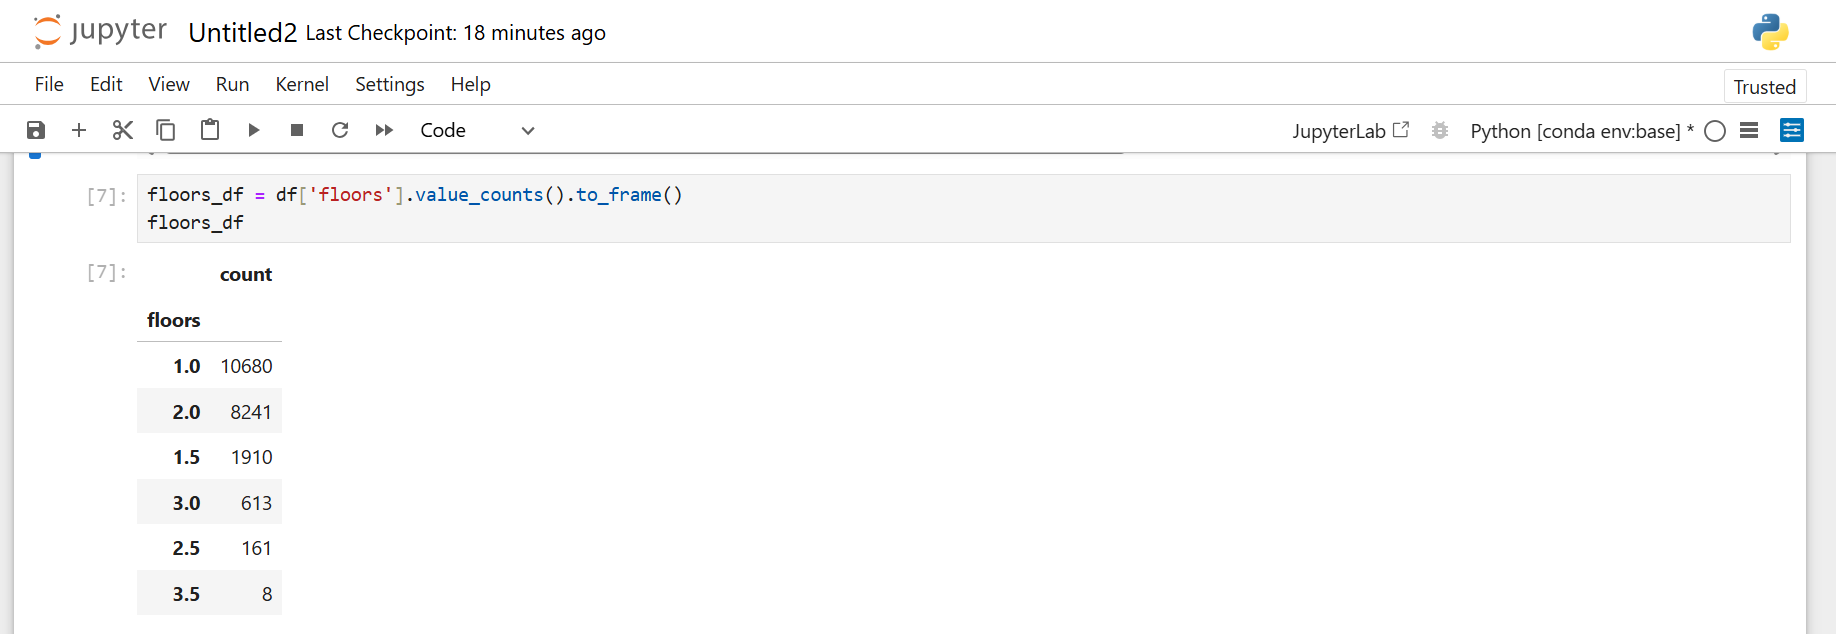 jupyter Untitled2 Last Checkpoint: 18 minutes ago
File Edit View Run Kernel Settings Help
Trusted
Code
JupyterLab Python [conda env:base] *
[7]: floors_df = df['floors'].value_counts().to_frame()
floors_df
[7]: count
floors
1.0 10680
2.0 8241
1.5 1910
3.0 613
2.5 161
3.5 8